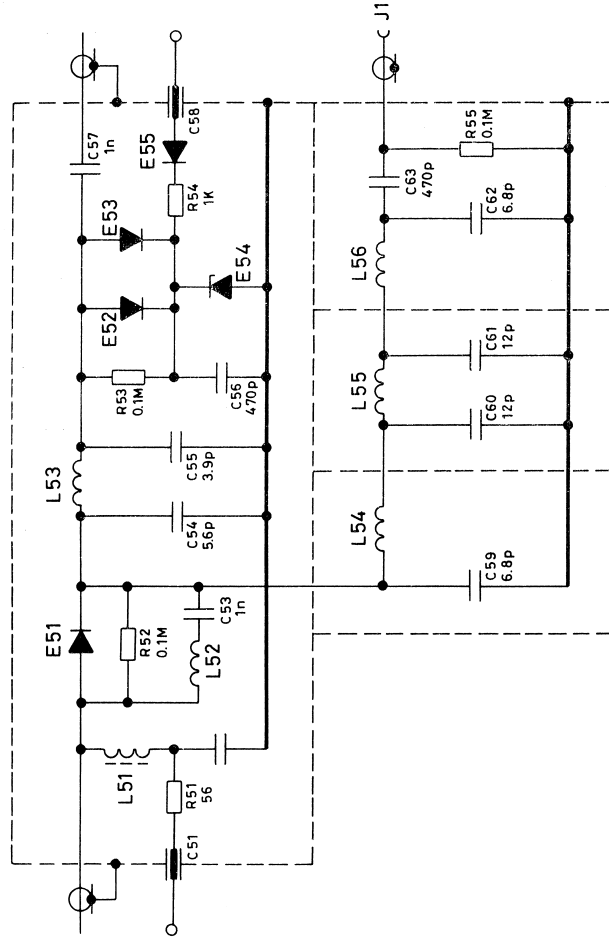 J1
C57
1n
C58
E55
R54
1K
E53
E54
E52
R53
0.1M
C56
470p
C55
3.9p
L53
C54
5.6p
C53
1n
E51
R52
0.1M
L52
L51
R51
56
C51
R55
0.1M
C63
470p
C62
6.8p
L56
C61
12p
L55
C60
12p
L54
C59
6.8p